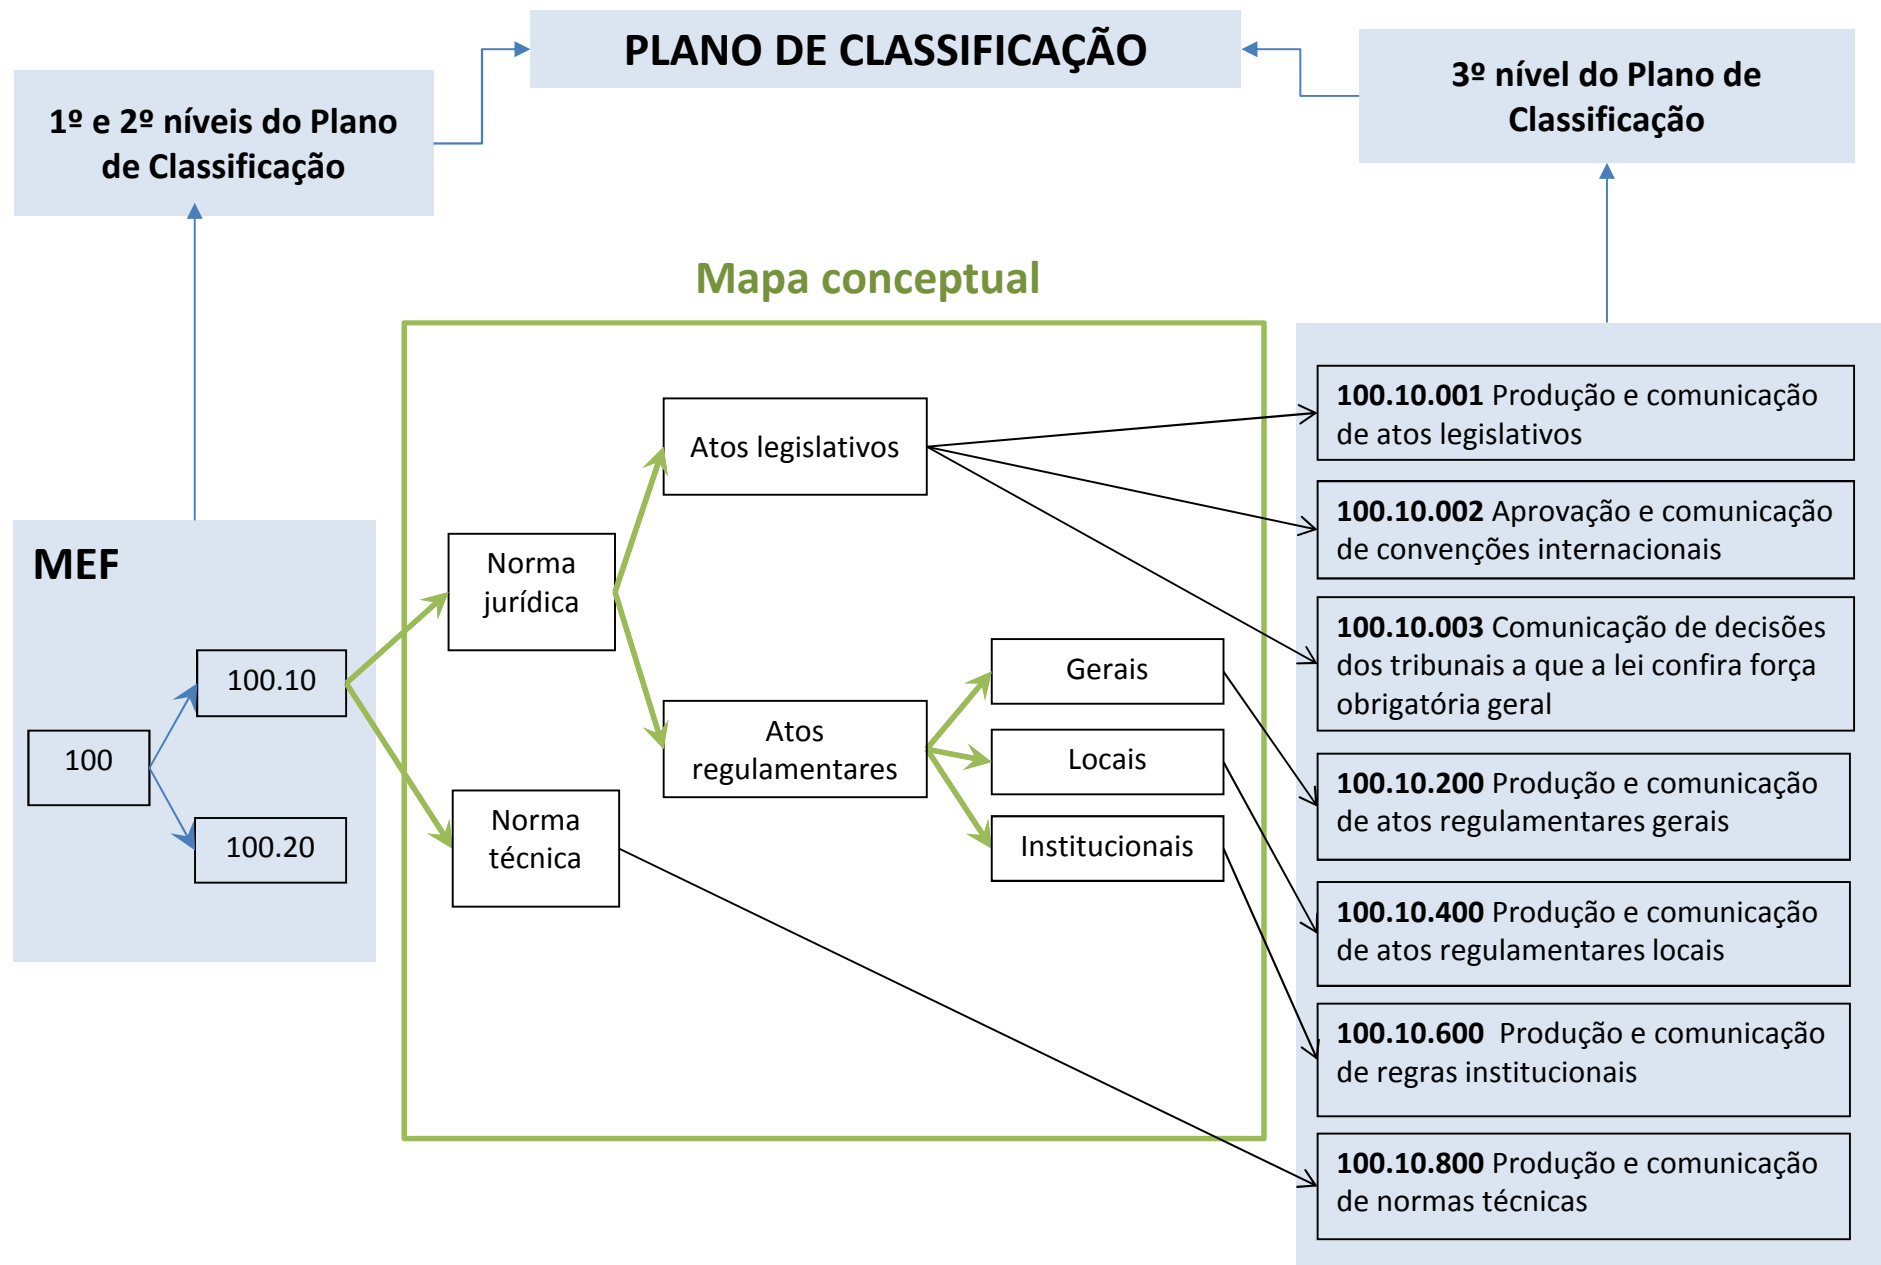 PLANO DE CLASSIFICAÇÃO
1º e 2º níveis do Plano
de Classificação
3º nível do Plano de
Classificação
Mapa conceptual
MEF
100
100.10
100.20
Norma
jurídica
Norma
técnica
Atos legislativos
Atos
regulamentares
Gerais
Locais
Institucionais
100.10.001 Produção e comunicação
de atos legislativos
100.10.002 Aprovação e comunicação
de convenções internacionais
100.10.003 Comunicação de decisões
dos tribunais a que a lei confira força
obrigatória geral
100.10.200 Produção e comunicação
de atos regulamentares gerais
100.10.400 Produção e comunicação
de atos regulamentares locais
100.10.600 Produção e comunicação
de regras institucionais
100.10.800 Produção e comunicação
de normas técnicas